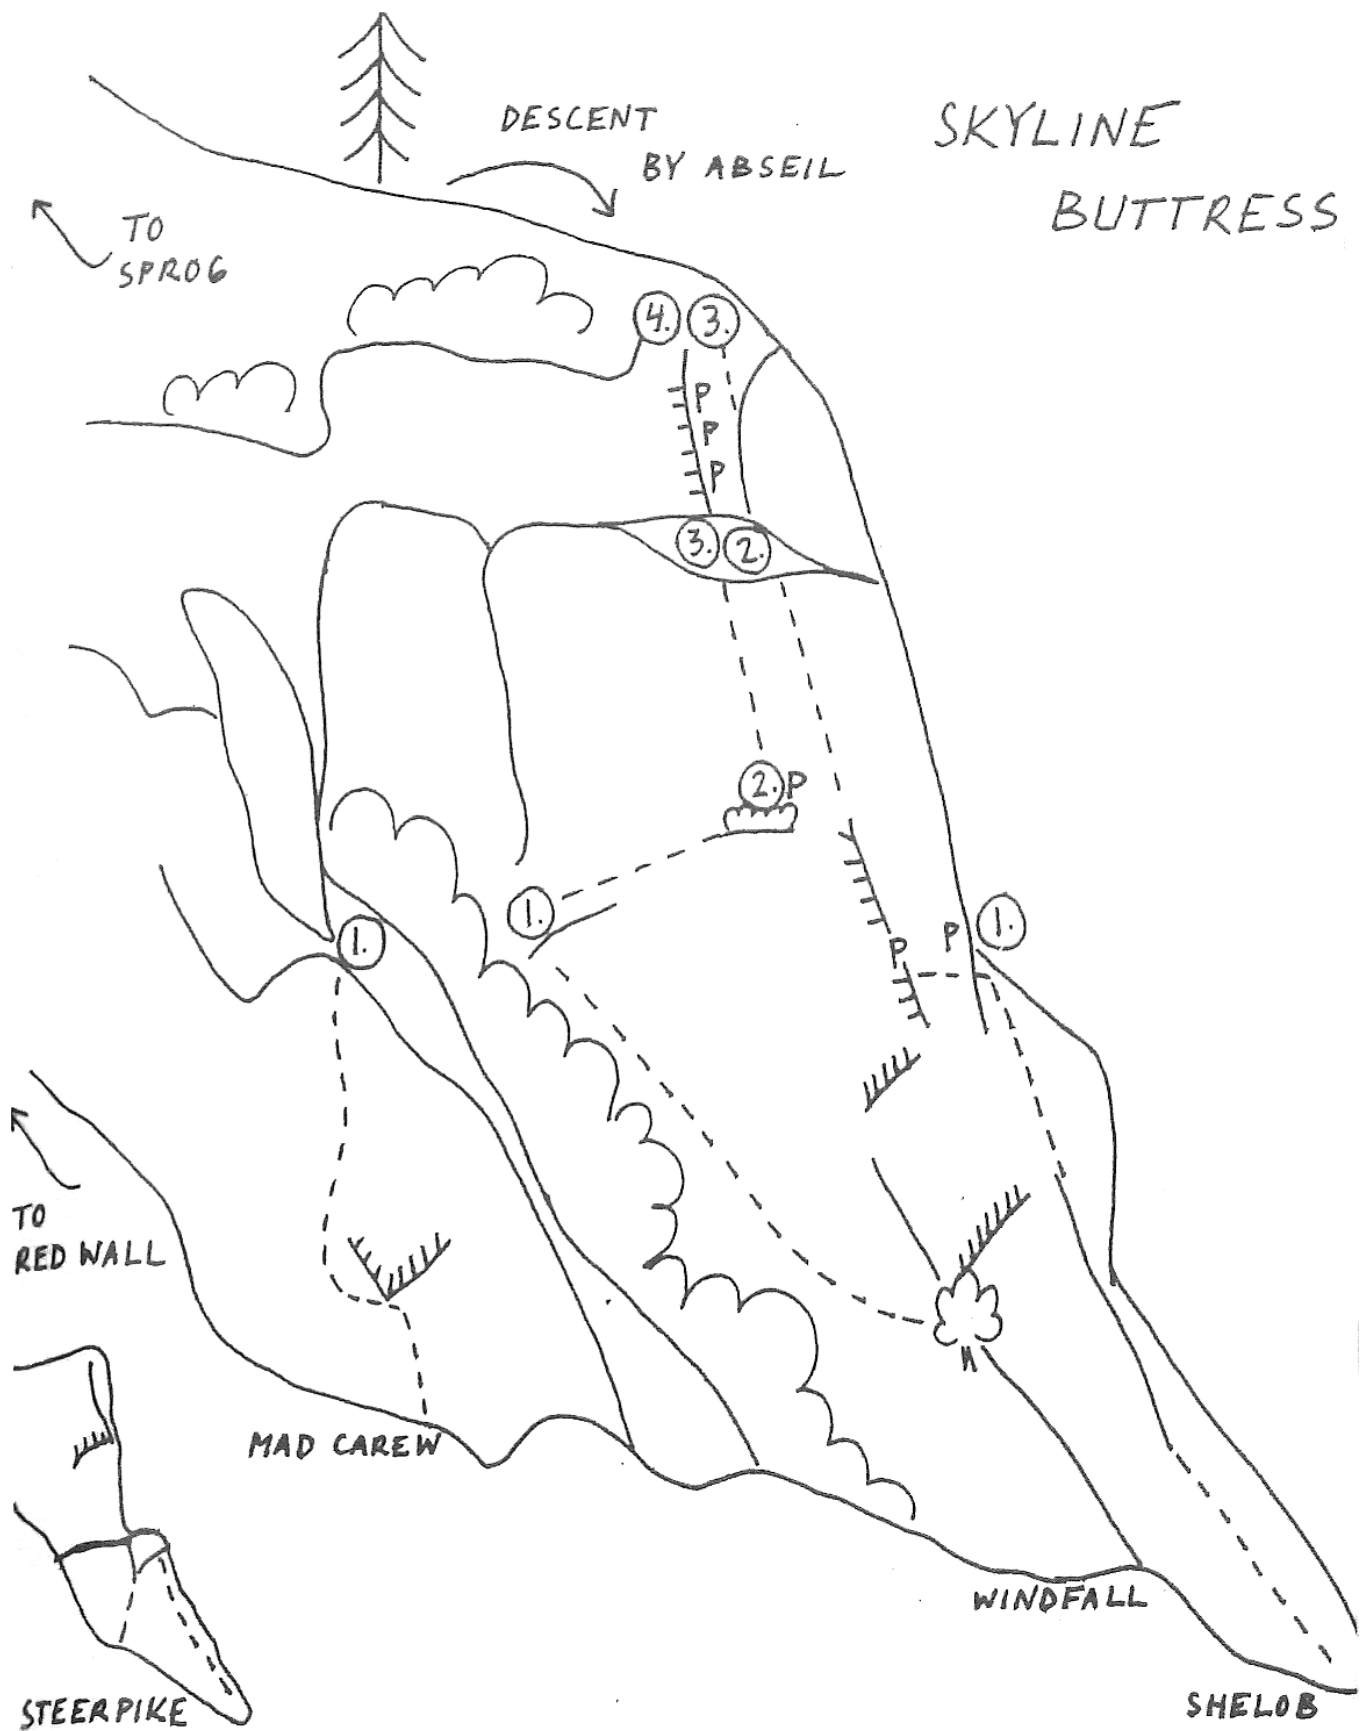 SKYLINE
BUTTRESS
DESCENT
BY ABSEIL
TO
SPROG
4. 3.
P
P
P
3. 2.
2. P
1.
1.
P P 1.
TO
RED WALL
MAD CAREW
WINDFALL
STEERPIKE
SHELOB